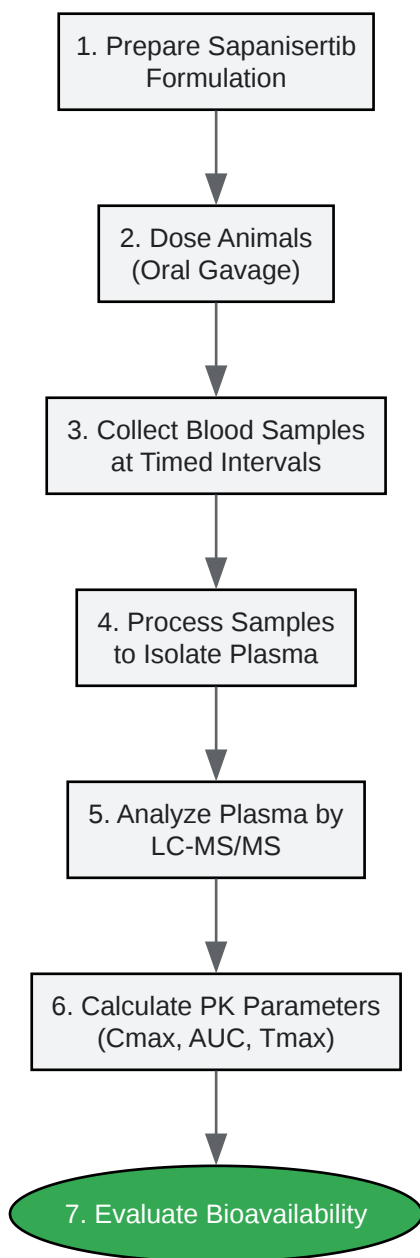 1. Prepare Sapanisertib
Formulation
2. Dose Animals
(Oral Gavage)
3. Collect Blood Samples
at Timed Intervals
4. Process Samples
to Isolate Plasma
5. Analyze Plasma by
LC-MS/MS
6. Calculate PK Parameters
(Cmax, AUC, Tmax)
7. Evaluate Bioavailability